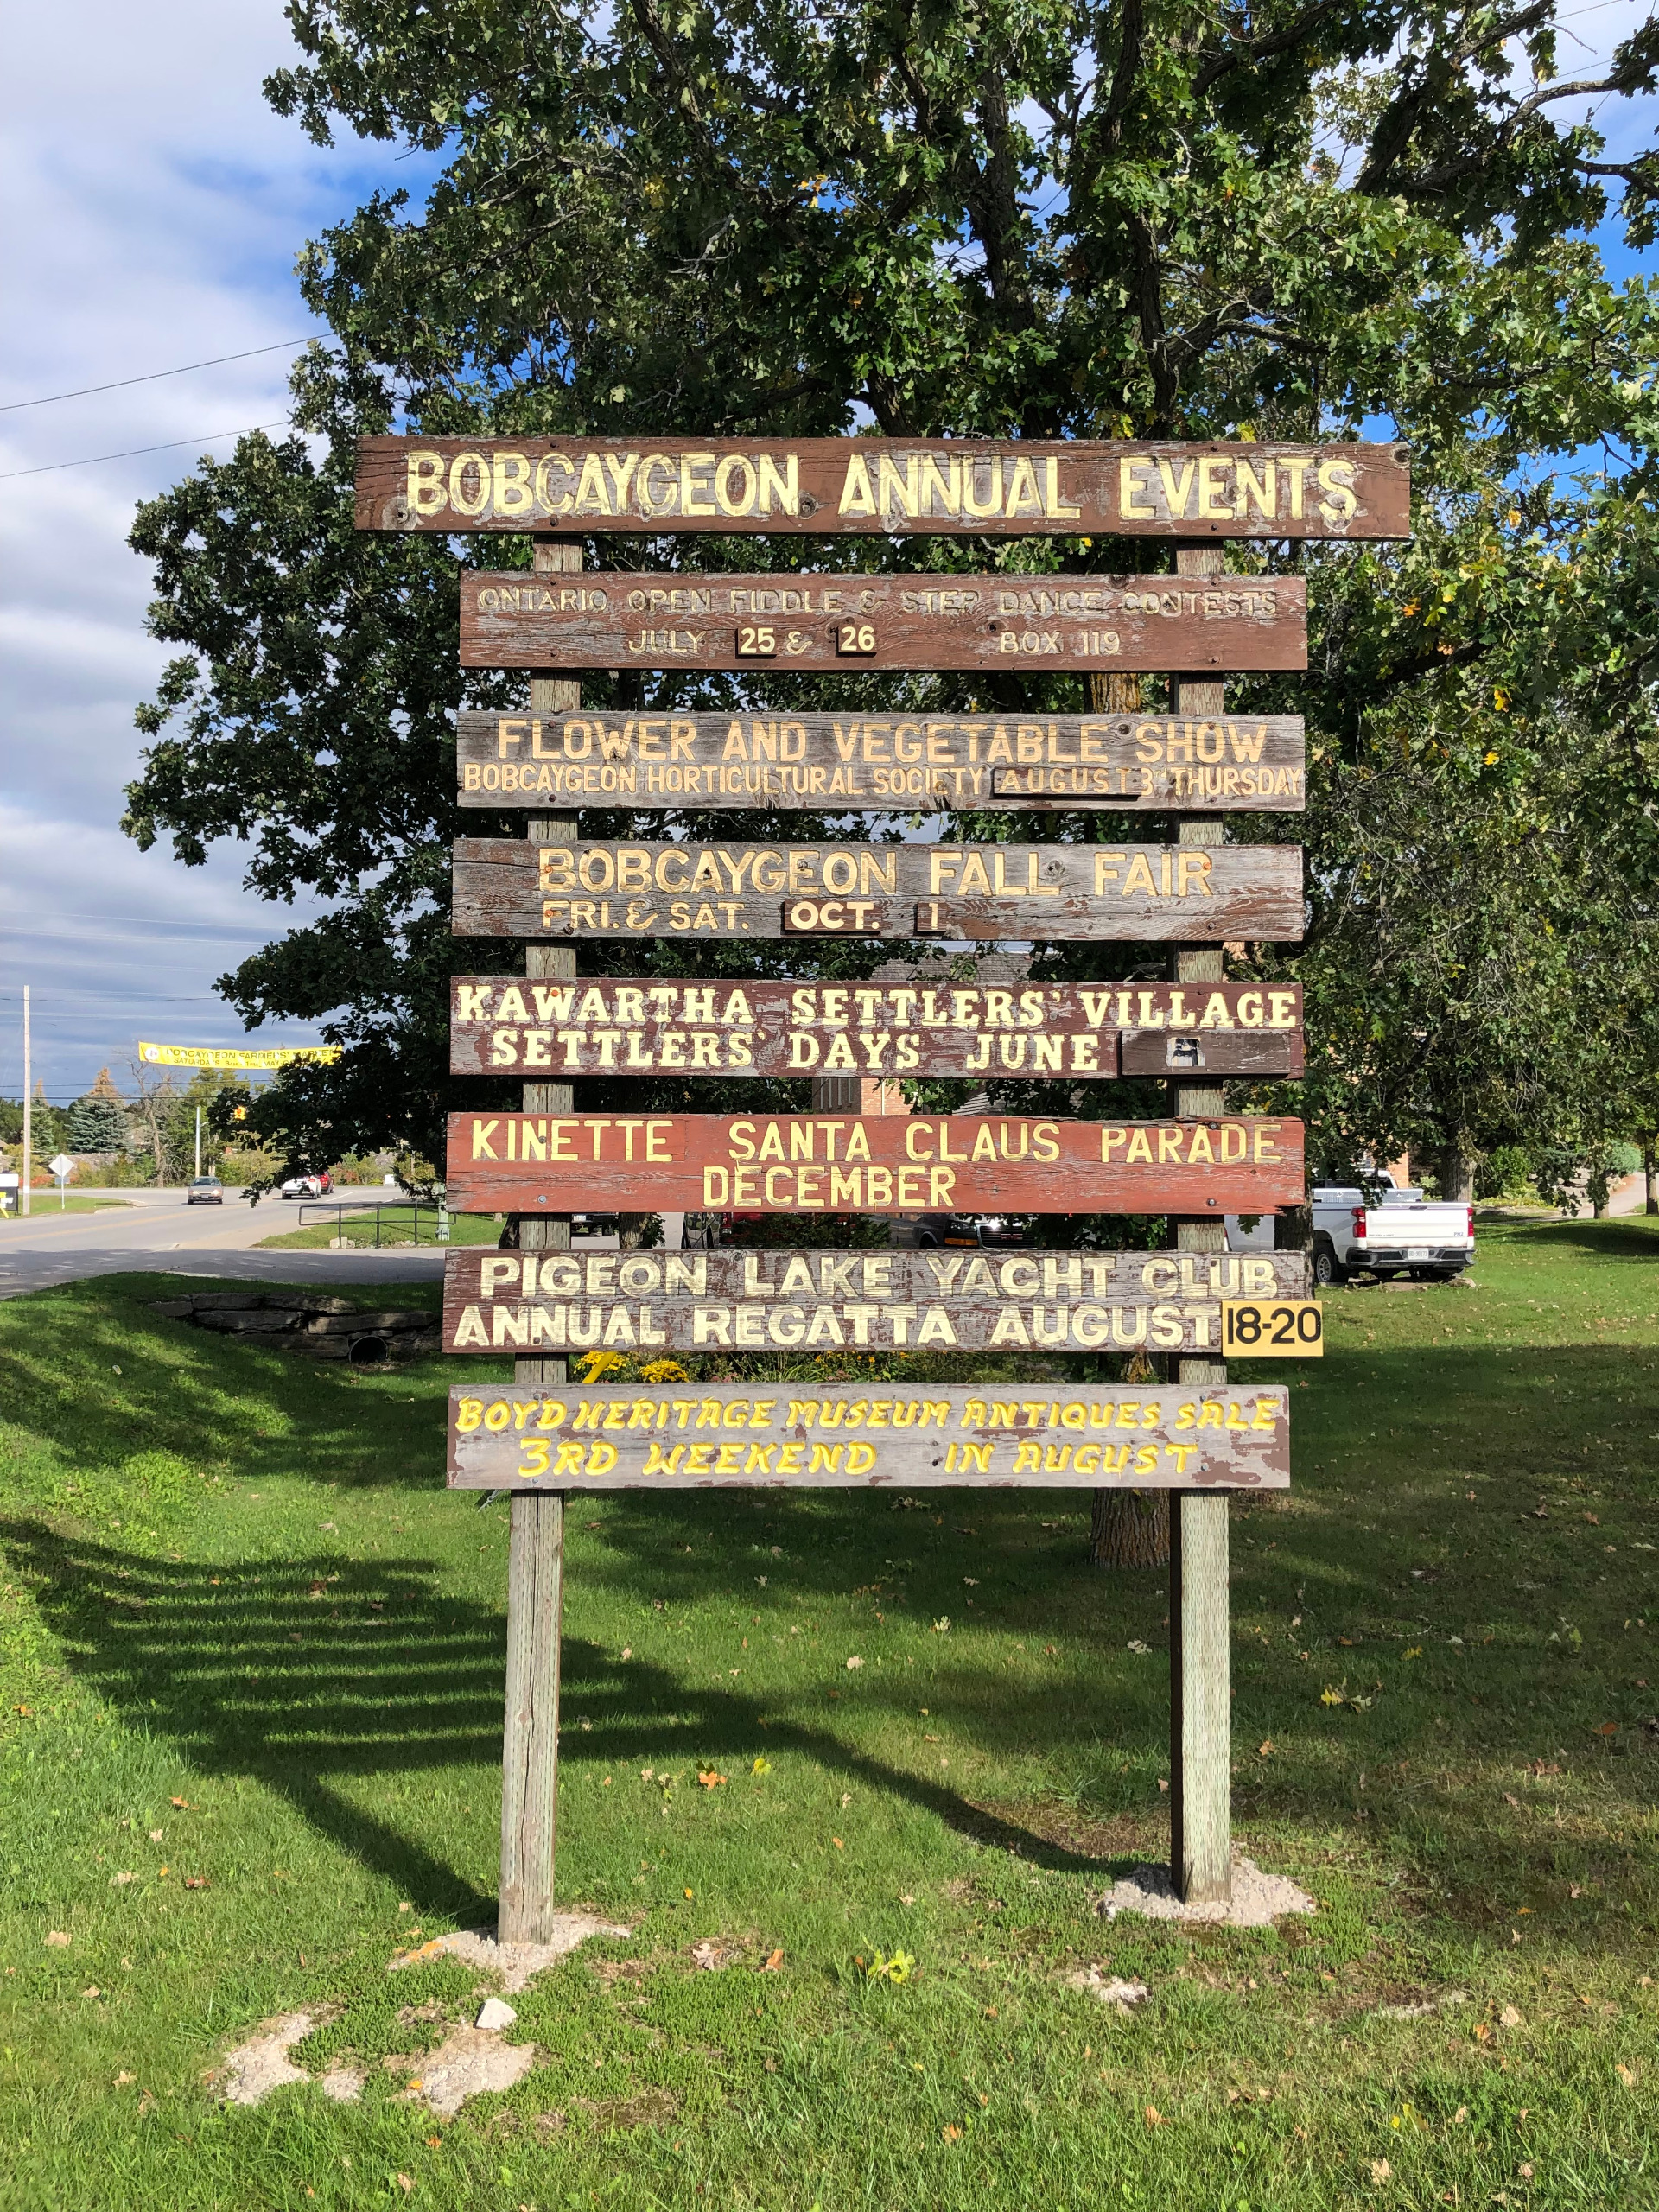 BOBCAYGEON ANNUAL EVENTS
ONTARIO OPEN FIDDLE & STEP DANCE CONTESTS
JULY 25 & 26 BOX 119
FLOWER AND VEGETABLE SHOW
BOBCAYGEON HORTICULTURAL SOCIETY AUGUST 3RD THURSDAY
BOBCAYGEON FALL FAIR
FRI. & SAT. OCT. 1
KAWARTHA SETTLERS' VILLAGE
SETTLERS' DAYS JUNE
KINETTE SANTA CLAUS PARADE
DECEMBER
PIGEON LAKE YACHT CLUB
ANNUAL REGATTA AUGUST 18-20
BOYD HERITAGE MUSEUM ANTIQUES SALE
3RD WEEKEND IN AUGUST
BOBCAYGEON FARMERS'